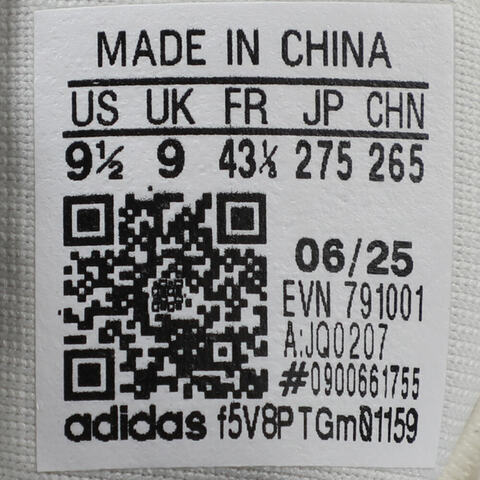 MADE IN CHINA
US UK FR JP CHN
9½ 9 43⅓ 275 265
06/25
EVN 791001
A:JQ0207
#0900661755
adidas f5V8PTGmQ1159